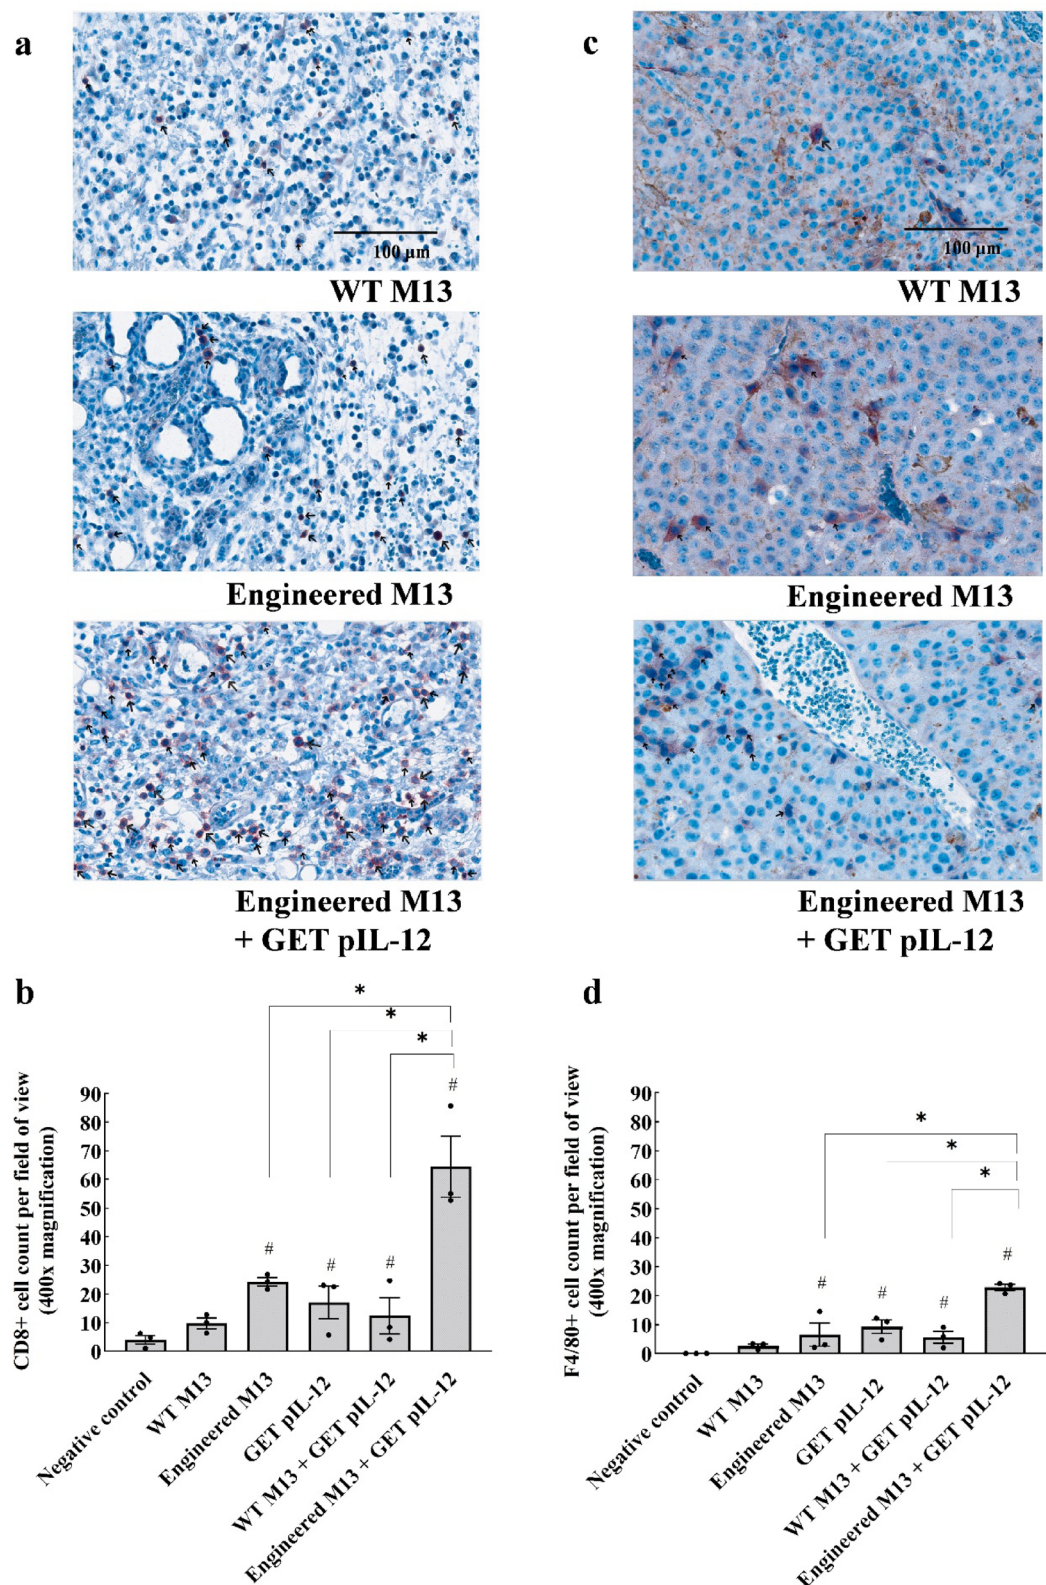 a
100 µm
WT M13
Engineered M13
Engineered M13
+ GET pIL-12
c
100 µm
WT M13
Engineered M13
Engineered M13
+ GET pIL-12
b
*
*
*
#
#
#
#
CD8+ cell count per field of view
(400x magnification)
90
80
70
60
50
40
30
20
10
0
Negative control
WT M13
Engineered M13
GET pIL-12
WT M13 + GET pIL-12
Engineered M13 + GET pIL-12
d
*
*
*
#
#
#
#
F4/80+ cell count per field of view
(400x magnification)
90
80
70
60
50
40
30
20
10
0
Negative control
WT M13
Engineered M13
GET pIL-12
WT M13 + GET pIL-12
Engineered M13 + GET pIL-12